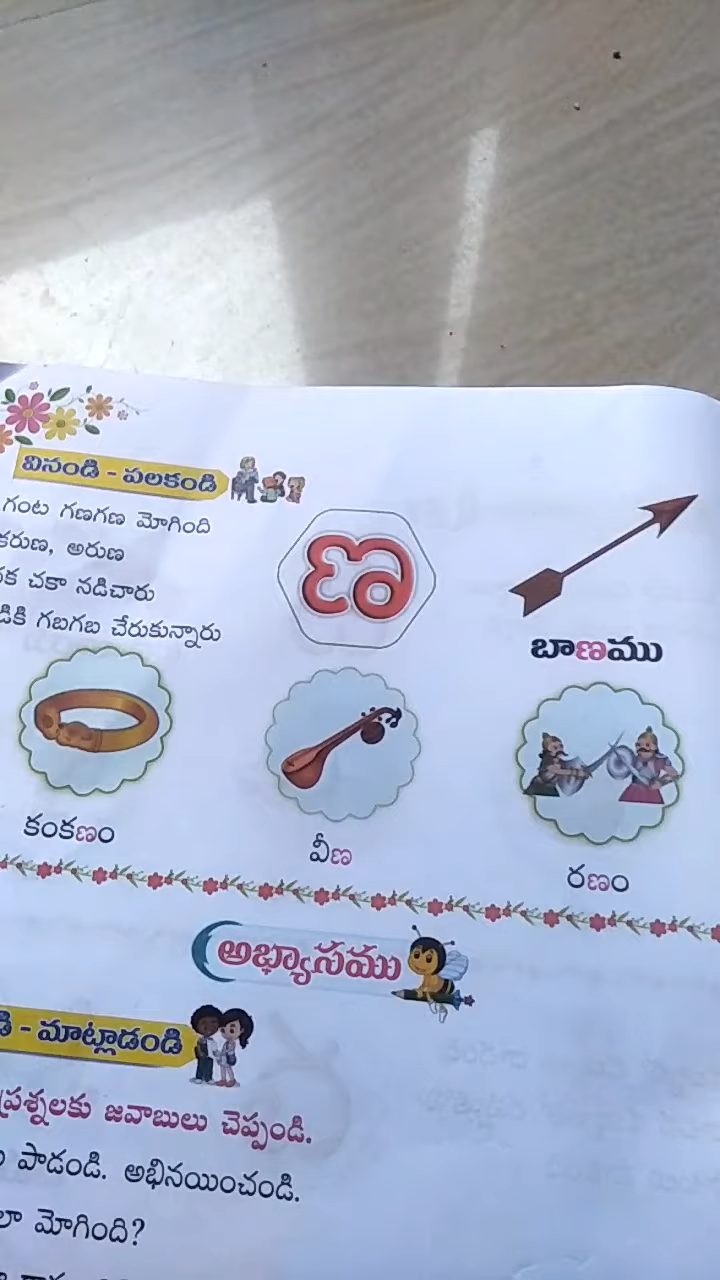 వినండి - పలకండి
గంట గణగణ మోగింది
కరుణ, అరుణ
చకా నడిచారు
గబగబ చేరుకున్నారు
ణ
బాణము
కంకణం
వీణ
రణం
అభ్యాసము
- మాట్లాడండి
ప్రశ్నలకు జవాబులు చెప్పండి.
పాడండి. అభినయించండి.
మోగింది?